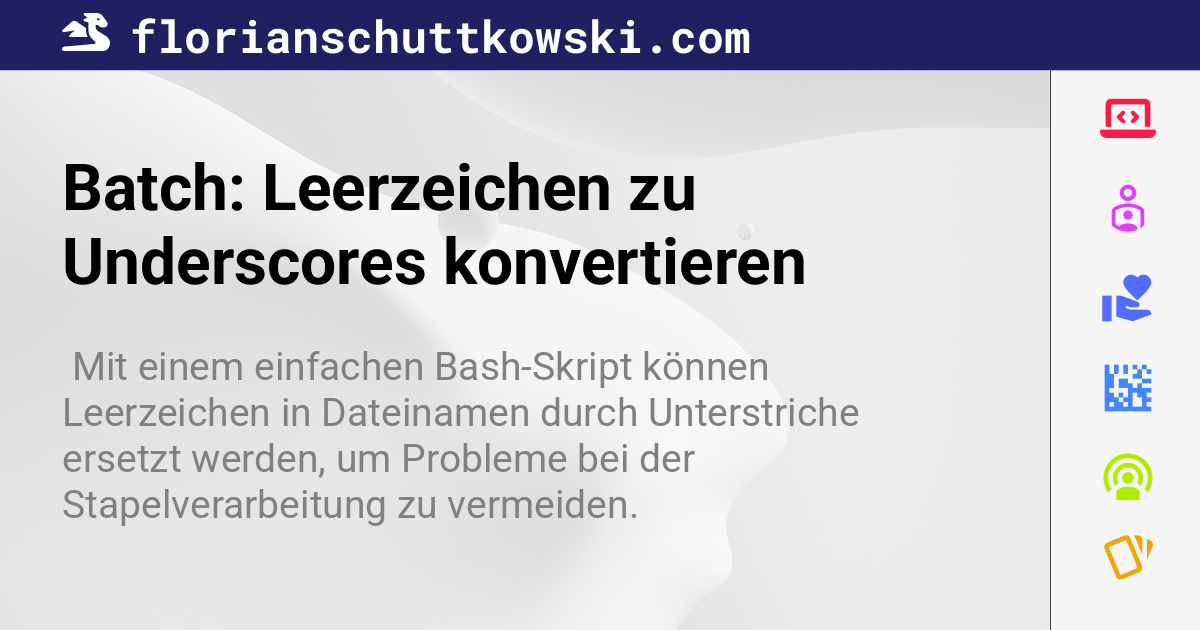 florianschuttkowski.com
Batch: Leerzeichen zu
Underscores konvertieren
Mit einem einfachen Bash-Skript können
Leerzeichen in Dateinamen durch Unterstriche
ersetzt werden, um Probleme bei der
Stapelverarbeitung zu vermeiden.